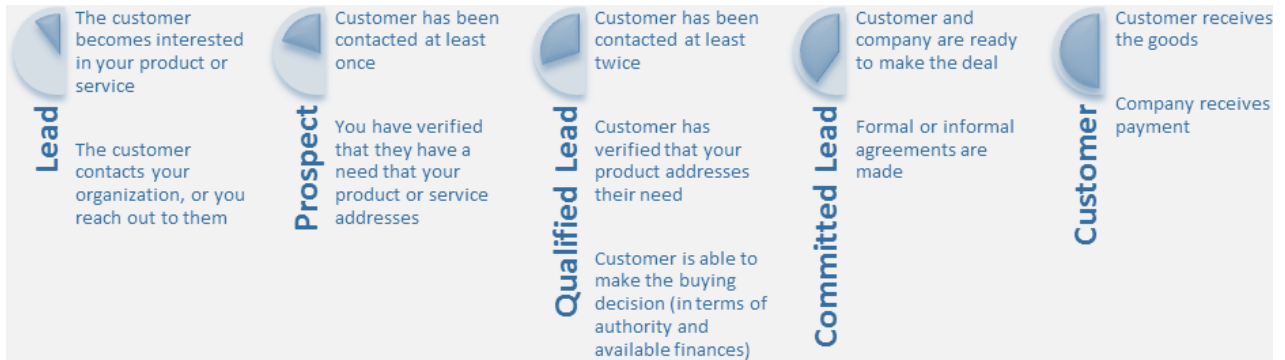 Lead
The customer
becomes interested
in your product or
service
The customer
contacts your
organization, or you
reach out to them
Prospect
Customer has been
contacted at least
once
You have verified
that they have a
need that your
product or service
addresses
Qualified Lead
Customer has been
contacted at least
twice
Customer has
verified that your
product addresses
their need
Customer is able to
make the buying
decision (in terms of
authority and
available finances)
Committed Lead
Customer and
company are ready
to make the deal
Formal or informal
agreements are
made
Customer
Customer receives
the goods
Company receives
payment